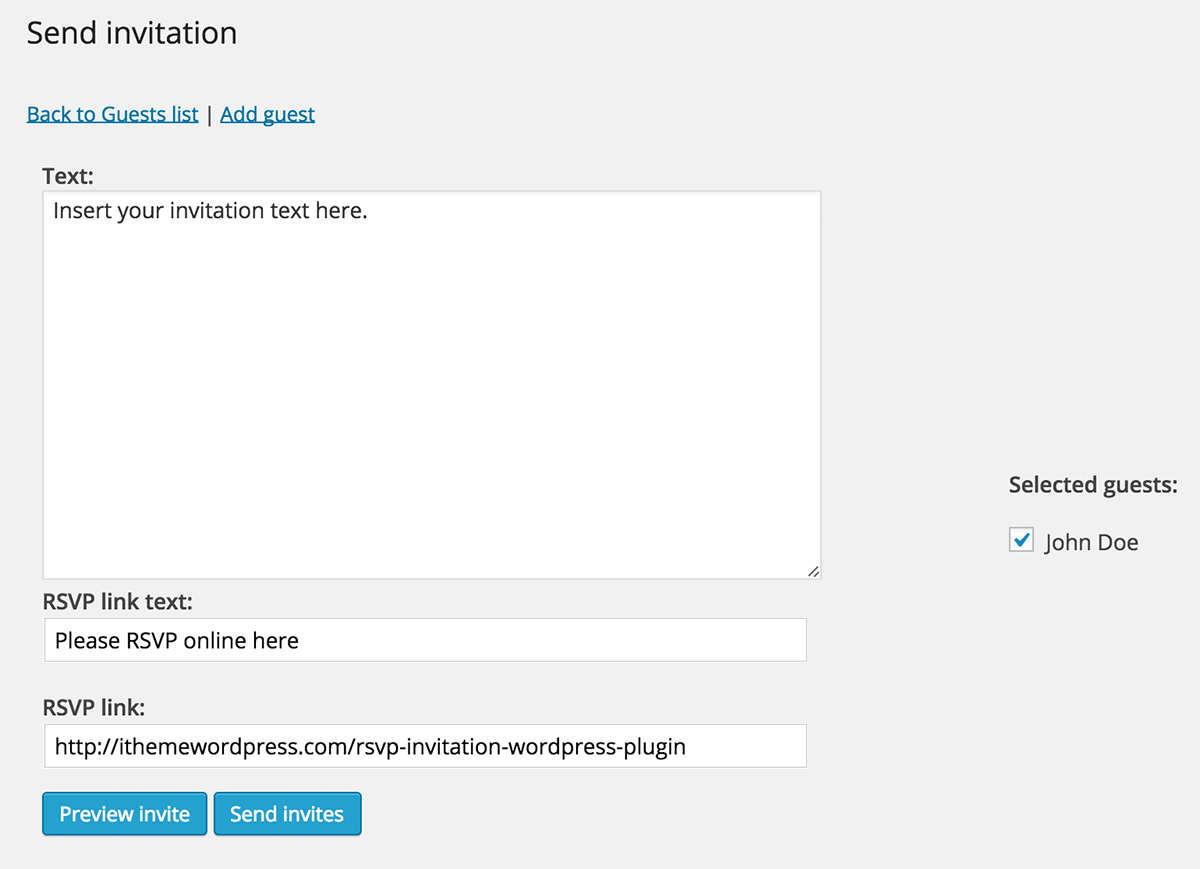 Send invitation
Back to Guests list | Add guest
Text:
Insert your invitation text here.
Selected guests:
John Doe
RSVP link text:
Please RSVP online here
RSVP link:
http://ithemewordpress.com/rsvp-invitation-wordpress-plugin
Preview invite Send invites